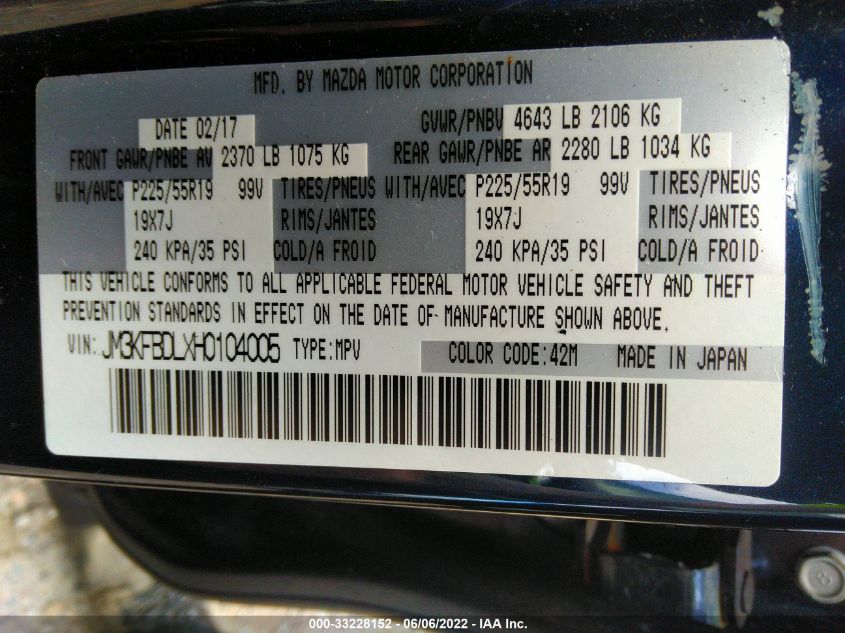 MFD. BY MAZDA MOTOR CORPORATION
DATE 02/17 GVWR/PNBV 4643 LB 2106 KG
FRONT GAWR/PNBE AV 2370 LB 1075 KG REAR GAWR/PNBE AR 2280 LB 1034 KG
WITH/AVEC P225/55R19 99V TIRES/PNEUS WITH/AVEC P225/55R19 99V TIRES/PNEUS
19X7J RIMS/JANTES 19X7J RIMS/JANTES
240 KPA/35 PSI COLD/A FROID 240 KPA/35 PSI COLD/A FROID
THIS VEHICLE CONFORMS TO ALL APPLICABLE FEDERAL MOTOR VEHICLE SAFETY AND THEFT
PREVENTION STANDARDS IN EFFECT ON THE DATE OF MANUFACTURE SHOWN ABOVE.
VIN: JM3KFBDLXH0104005 TYPE:MPV COLOR CODE:42M MADE IN JAPAN
000-33228152 - 06/06/2022 - IAA Inc.